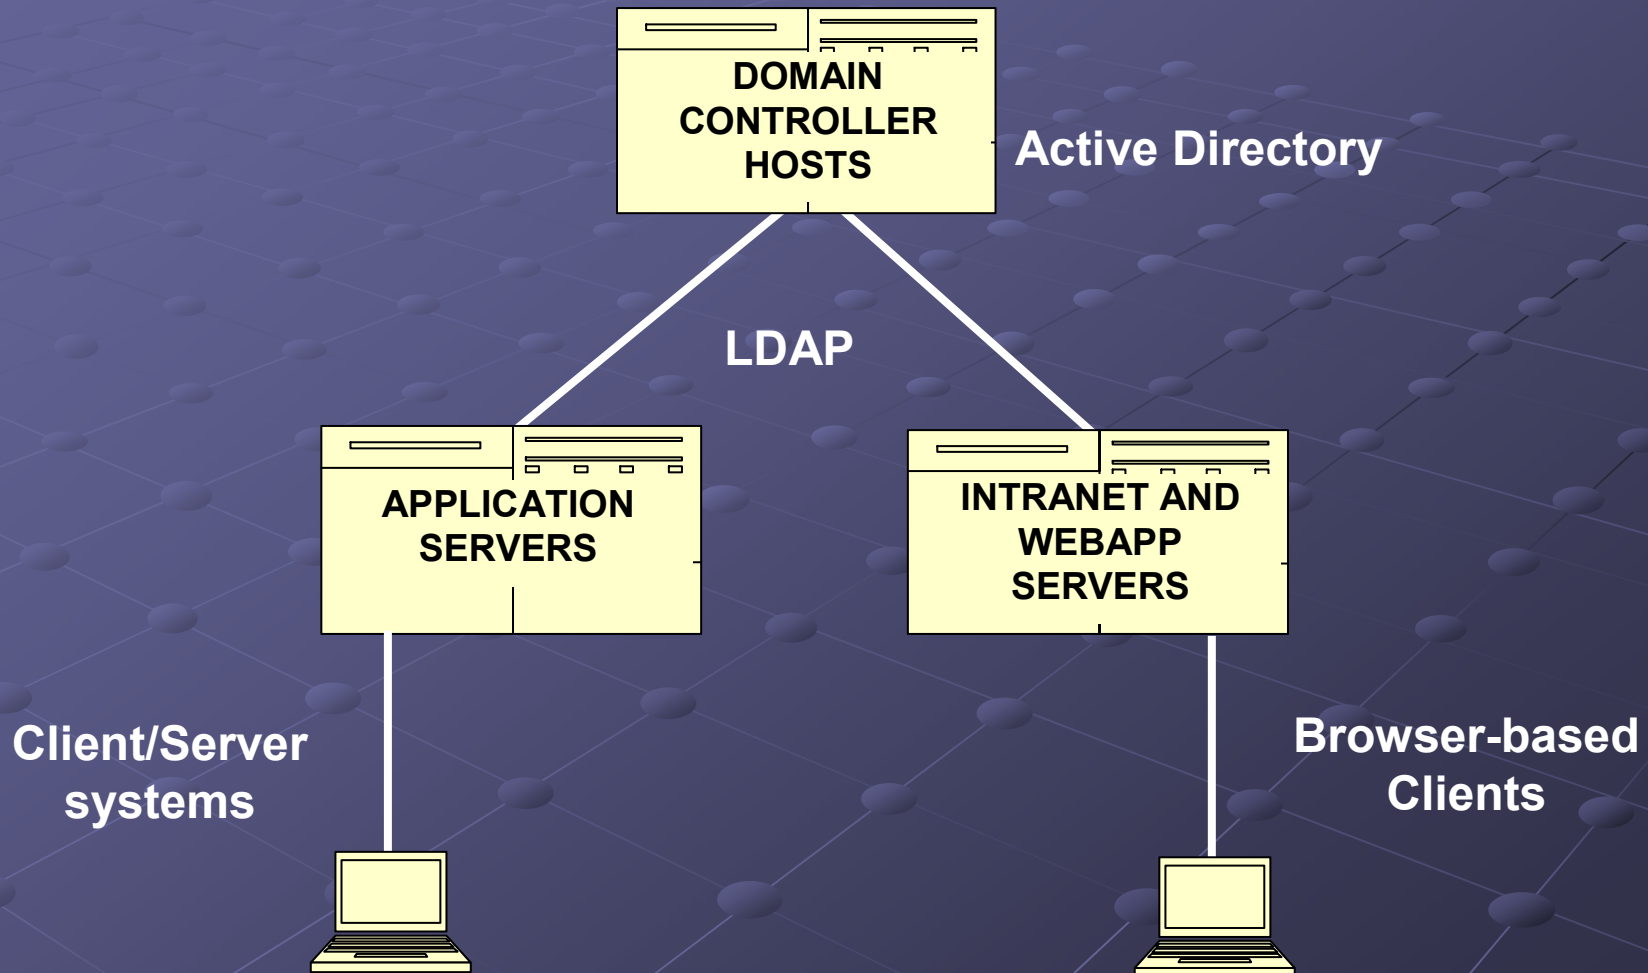 DOMAIN
CONTROLLER
HOSTS
Active Directory
LDAP
APPLICATION
SERVERS
INTRANET AND
WEBAPP
SERVERS
Client/Server
systems
Browser-based
Clients